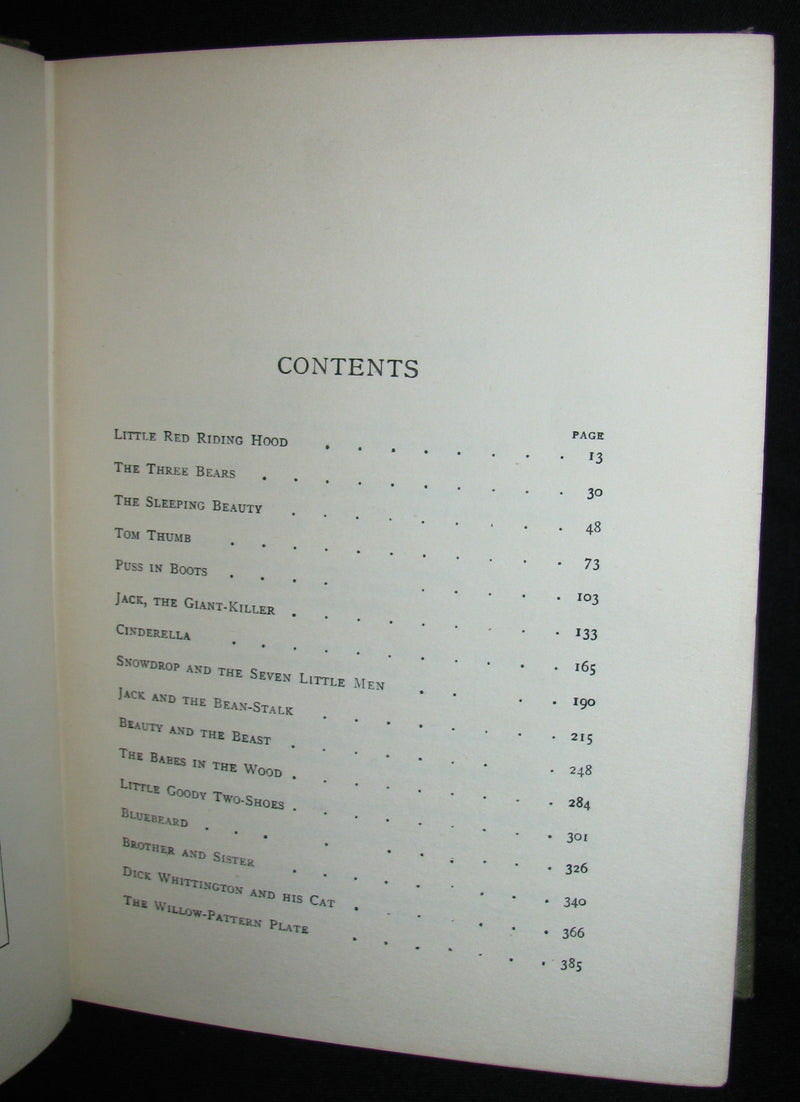 CONTENTS
PAGE
LITTLE RED RIDING HOOD . . . . . . . . 13
THE THREE BEARS . . . . . . . . . . 30
THE SLEEPING BEAUTY . . . . . . . . . 48
TOM THUMB . . . . . . . . . . . 73
PUSS IN BOOTS . . . . . . . . . 103
JACK, THE GIANT-KILLER . . . . . . . . . 133
CINDERELLA . . . . . . . . . . . 165
SNOWDROP AND THE SEVEN LITTLE MEN . . . . 190
JACK AND THE BEAN-STALK . . . . . . . . 215
BEAUTY AND THE BEAST . . . . . . . . 248
THE BABES IN THE WOOD . . . . . . . . . 284
LITTLE GOODY TWO-SHOES . . . . . . . . . 301
BLUEBEARD . . . . . . . . . . 326
BROTHER AND SISTER . . . . . . . . . 340
DICK WHITTINGTON AND HIS CAT . . . . . . . 366
THE WILLOW-PATTERN PLATE . . . . . . 385